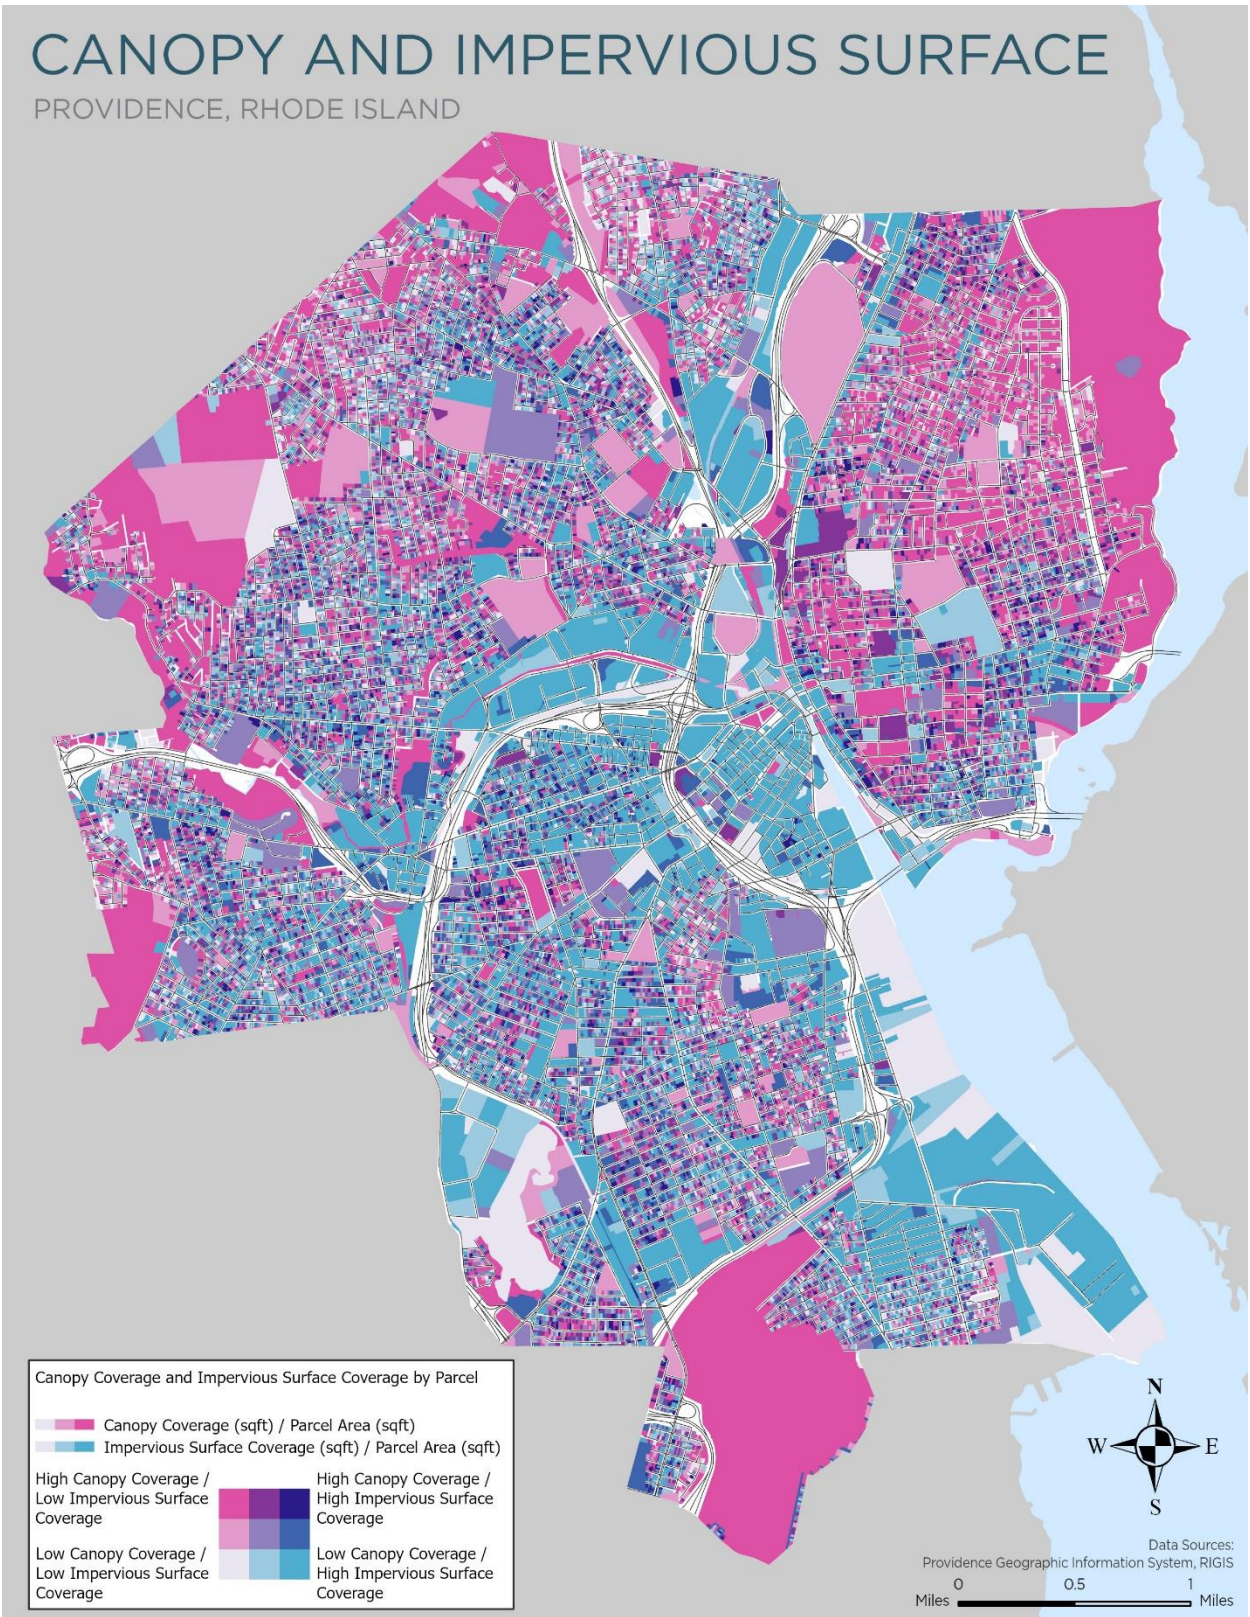 CANOPY AND IMPERVIOUS SURFACE
PROVIDENCE, RHODE ISLAND
Canopy Coverage and Impervious Surface Coverage by Parcel
Canopy Coverage (sqft) / Parcel Area (sqft)
Impervious Surface Coverage (sqft) / Parcel Area (sqft)
High Canopy Coverage /
Low Impervious Surface
Coverage
High Canopy Coverage /
High Impervious Surface
Coverage
Low Canopy Coverage /
Low Impervious Surface
Coverage
Low Canopy Coverage /
High Impervious Surface
Coverage
N
W E
S
Data Sources:
Providence Geographic Information System, RIGIS
0 0.5 1
Miles Miles